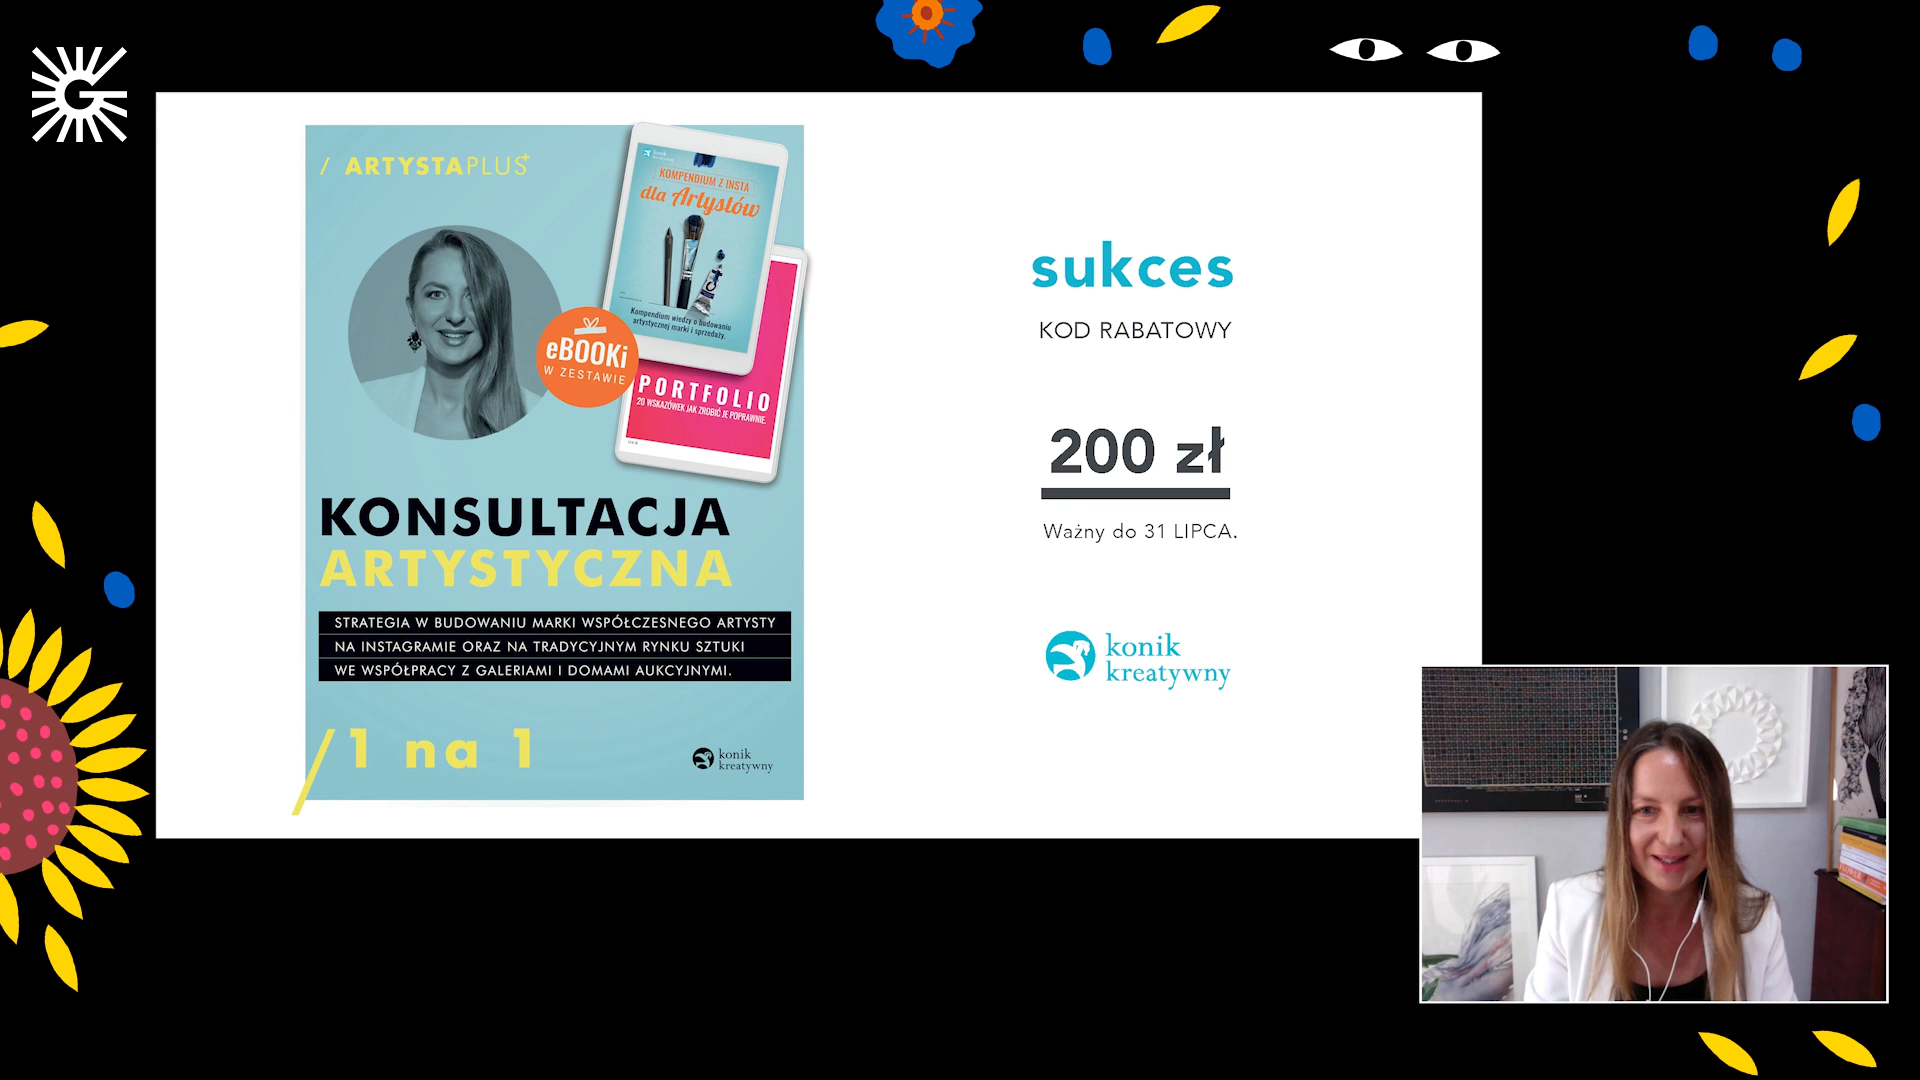 / ARTYSTAPLUS+
konik
kreatywny
KOMPENDIUM Z INSTA
dla Artystów
Kompendium wiedzy o budowaniu
artystycznej marki i sprzedaży.
eBOOKi
W ZESTAWIE
PORTFOLIO
20 WSKAZÓWEK JAK ZROBIĆ JE POPRAWNIE.
KONSULTACJA
ARTYSTYCZNA
STRATEGIA W BUDOWANIU MARKI WSPÓŁCZESNEGO ARTYSTY
NA INSTAGRAMIE ORAZ NA TRADYCYJNYM RYNKU SZTUKI
WE WSPÓŁPRACY Z GALERIAMI I DOMAMI AUKCYJNYMI.
/1 na 1
konik
kreatywny
sukces
KOD RABATOWY
200 zł
Ważny do 31 LIPCA.
konik
kreatywny
G